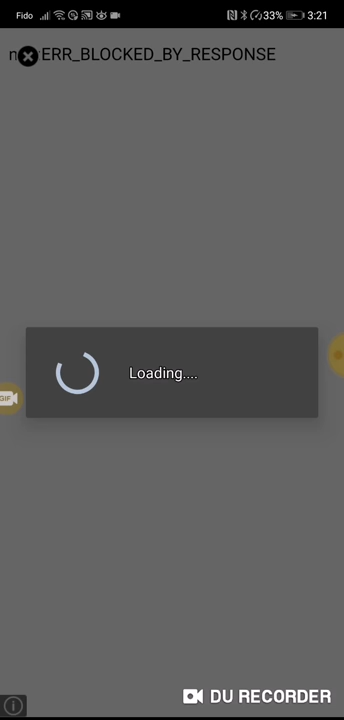 Fido 33% 3:21
ERR_BLOCKED_BY_RESPONSE
Loading....
GIF
DU RECORDER